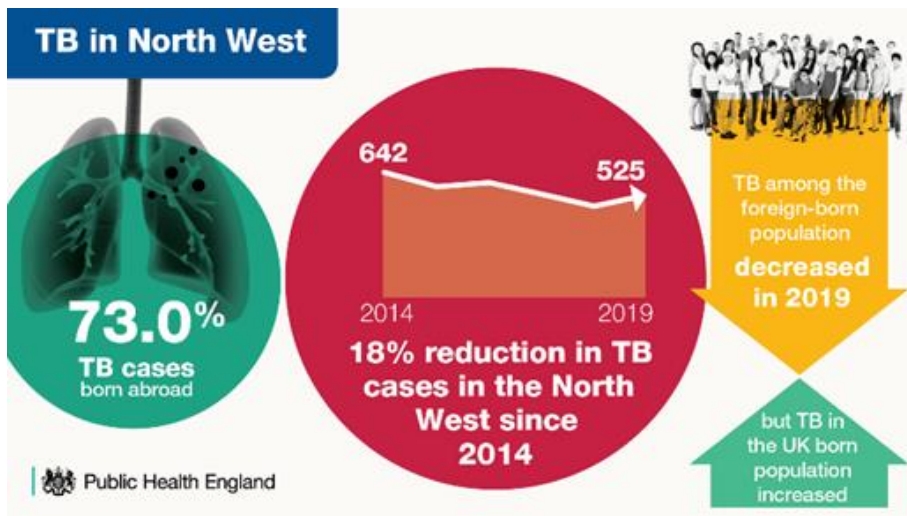 TB in North West
73.0%
TB cases
born abroad
Public Health England
642
525
2014
2019
18% reduction in TB
cases in the North
West since
2014
TB among the
foreign-born
population
decreased
in 2019
but TB in
the UK born
population
increased